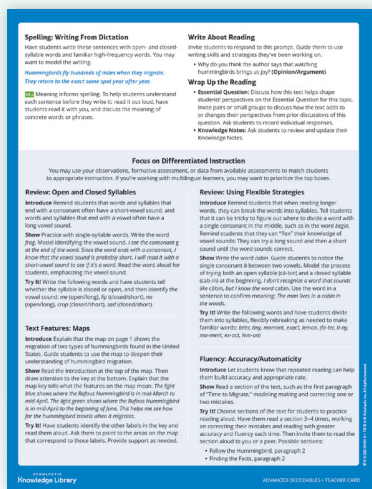 Spelling: Writing From Dictation
Have students write these sentences with open- and closed-
syllable words and familiar high-frequency words. You may
want to model the writing.
Hummingbirds fly hundreds of miles when they migrate.
They return to the exact same spot year after year.
Meaning informs spelling. To help students understand
each sentence before they write it: read it out loud, have
students read it with you, and discuss the meaning of
concrete words or phrases.
Write About Reading
Invite students to respond to this prompt. Guide them to use
writing skills and strategies they've been working on.
• Why do you think the author says that watching
hummingbirds brings us joy? (Opinion/Argument)
Wrap Up the Reading
• Essential Question: Discuss how this text shapes
students' perspectives on the Essential Question for this topic.
Invite pairs or small groups to discuss how the text adds to
or changes their perspectives from prior discussions of this
question. Ask students to record individual responses.
• Knowledge Notes: Ask students to review and update their
Knowledge Notes.
Focus on Differentiated Instruction
You may use your observations, formative assessment, or data from available assessments to match students
to appropriate instruction. If you're working with multilingual learners, you may want to prioritize the top boxes.
Review: Open and Closed Syllables
Introduce Remind students that words and syllables that
end with a consonant often have a short-vowel sound, and
words and syllables that end with a vowel often have a
long-vowel sound.
Show Practice with single-syllable words. Write the word
frog. Model identifying the vowel sound. I see the consonant g
at the end of the word. Since the word ends with a consonant, I
know that the vowel sound is probably short. I will read it with a
short-vowel sound to see if it's a word. Read the word aloud for
students, emphasizing the vowel sound.
Try It! Write the following words and have students tell
whether the syllable is closed or open, and then identify the
vowel sound: me (open/long), flip (closed/short), no
(open/long), crop (closed/short), sad (closed/short).
Text Features: Maps
Introduce Explain that the map on page 1 shows the
migration of two types of hummingbirds found in the United
States. Guide students to use the map to deepen their
understanding of hummingbird migration.
Show Read the introduction at the top of the map. Then
draw attention to the key at the bottom. Explain that the
map key tells what the features on the map mean. The light
blue shows where the Rufous Hummingbird is in mid-March to
mid-April. The light green shows where the Rufous Hummingbird
is in mid-April to the beginning of June. This helps me see how
far the hummingbird travels when it migrates.
Try It! Have students identify the other labels in the key and
read them aloud. Ask them to point to the areas on the map
that correspond to those labels. Provide support as needed.
Review: Using Flexible Strategies
Introduce Remind students that when reading longer
words, they can break the words into syllables. Tell students
that it can be tricky to figure out where to divide a word with
a single consonant in the middle, such as in the word begin.
Remind students that they can "flex" their knowledge of
vowel sounds: They can try a long sound and then a short
sound until the word sounds correct.
Show Write the word cabin. Guide students to notice the
single consonant b between two vowels. Model the process
of trying both an open syllable (cā-bin) and a closed syllable
(cab-in) at the beginning. I don't recognize a word that sounds
like cābin, but I know the word cabin. Use the word in a
sentence to confirm meaning: The man lives in a cabin in
the woods.
Try It! Write the following words and have students divide
them into syllables, flexibly rebreaking as needed to make
familiar words: later, tiny, moment, exact, lemon. (la-ter, ti-ny,
mo-ment, ex-act, lem-on)
Fluency: Accuracy/Automaticity
Introduce Let students know that repeated reading can help
them build accuracy and appropriate rate.
Show Read a section of the text, such as the first paragraph
of "Time to Migrate," modeling making and correcting one or
two mistakes.
Try It! Choose sections of the text for students to practice
reading aloud. Have them read a section 3–4 times, working
on correcting their mistakes and reading with greater
accuracy and fluency each time. Then invite them to read the
section aloud to you or a peer. Possible sections:
• Follow the Hummingbird, paragraph 2
• Finding the Facts, paragraph 2
SCHOLASTIC
Knowledge Library
ADVANCED DECODABLES • TEACHER CARD